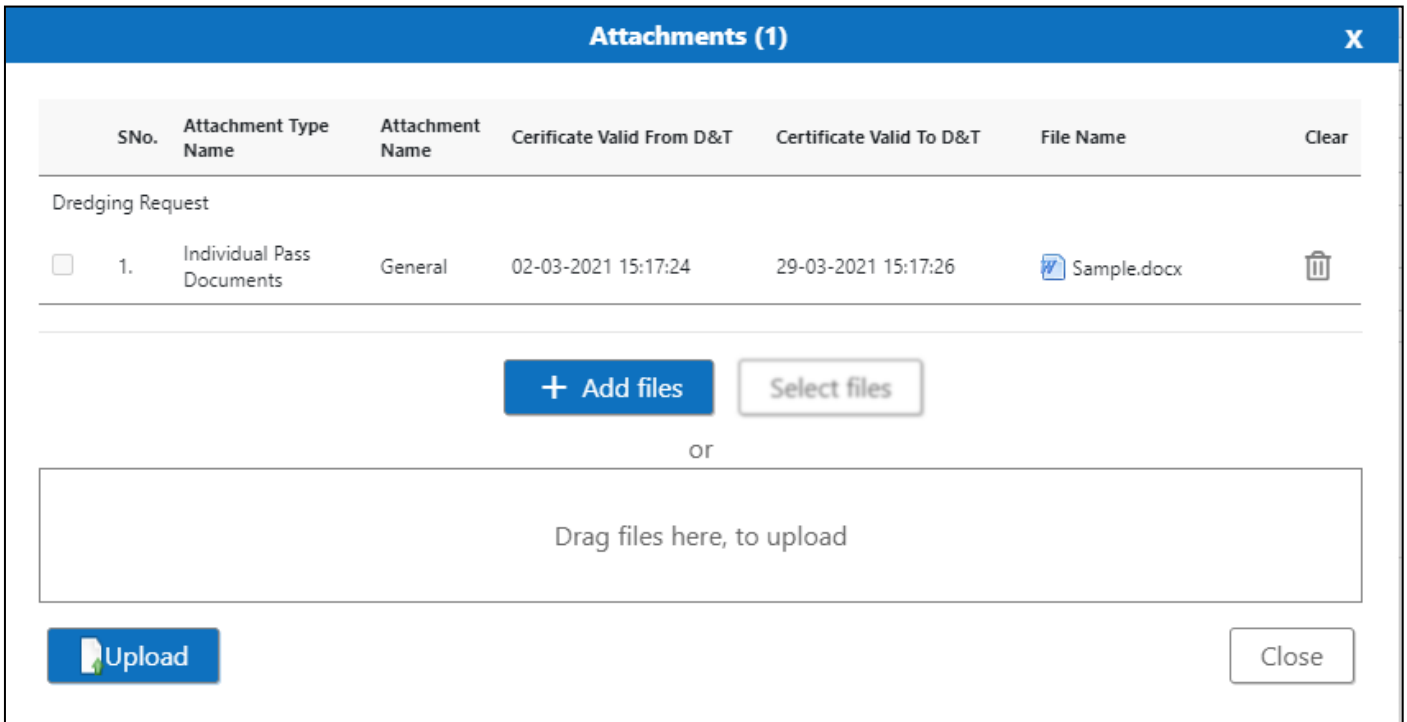 Attachments (1)
X
SNo. Attachment Type Name Attachment Name Cerificate Valid From D&T Certificate Valid To D&T File Name Clear
Dredging Request
1. Individual Pass Documents General 02-03-2021 15:17:24 29-03-2021 15:17:26 Sample.docx
+ Add files
Select files
or
Drag files here, to upload
Upload
Close